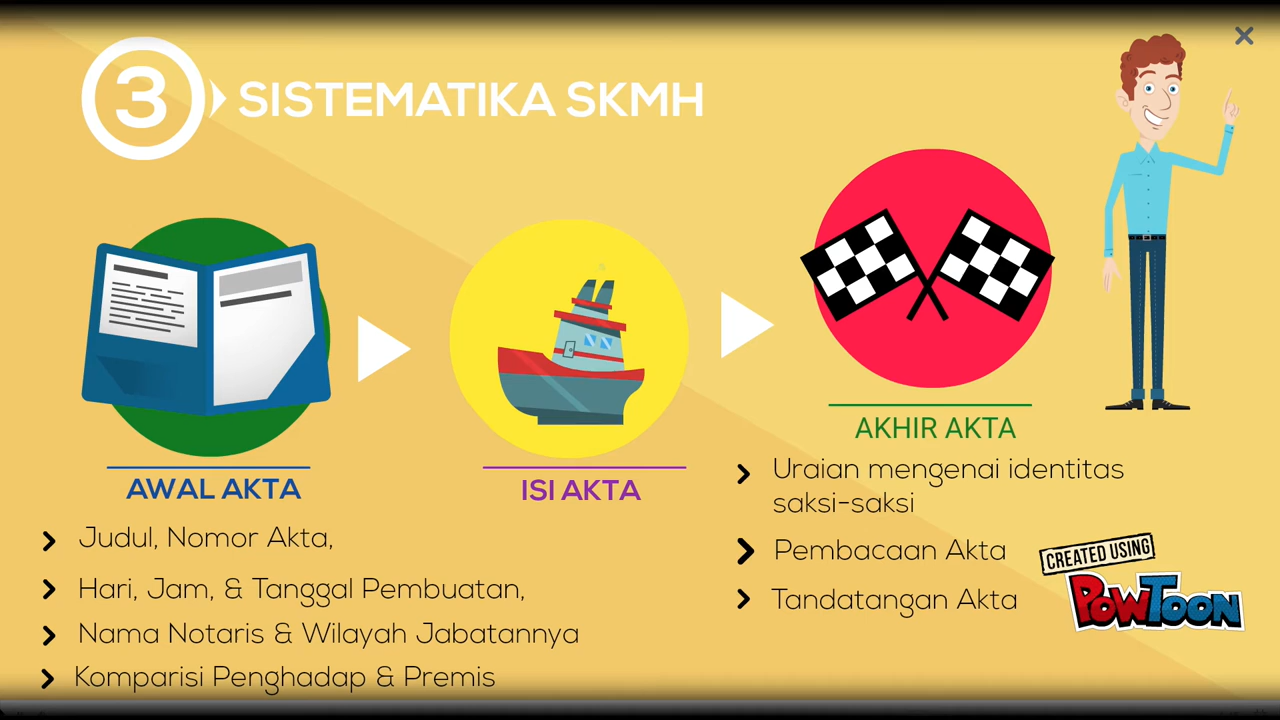 3
SISTEMATIKA SKMH
AWAL AKTA
Judul, Nomor Akta,
Hari, Jam, & Tanggal Pembuatan,
Nama Notaris & Wilayah Jabatannya
Komparisi Penghadap & Premis
ISI AKTA
AKHIR AKTA
Uraian mengenai identitas
saksi-saksi
Pembacaan Akta
Tandatangan Akta
CREATED USING
POWTOON